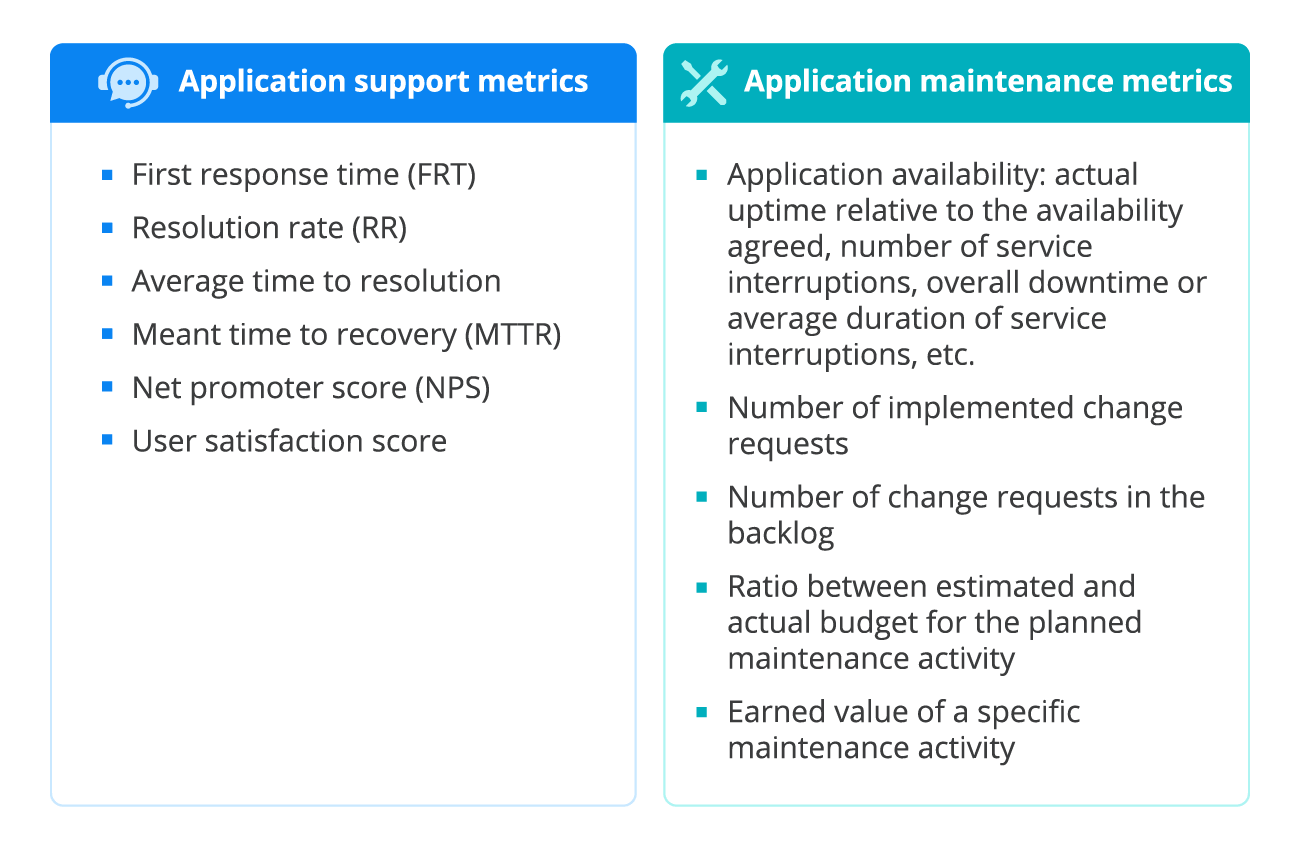 Application support metrics
First response time (FRT)
Resolution rate (RR)
Average time to resolution
Meant time to recovery (MTTR)
Net promoter score (NPS)
User satisfaction score
Application maintenance metrics
Application availability: actual
uptime relative to the availability
agreed, number of service
interruptions, overall downtime or
average duration of service
interruptions, etc.
Number of implemented change
requests
Number of change requests in the
backlog
Ratio between estimated and
actual budget for the planned
maintenance activity
Earned value of a specific
maintenance activity